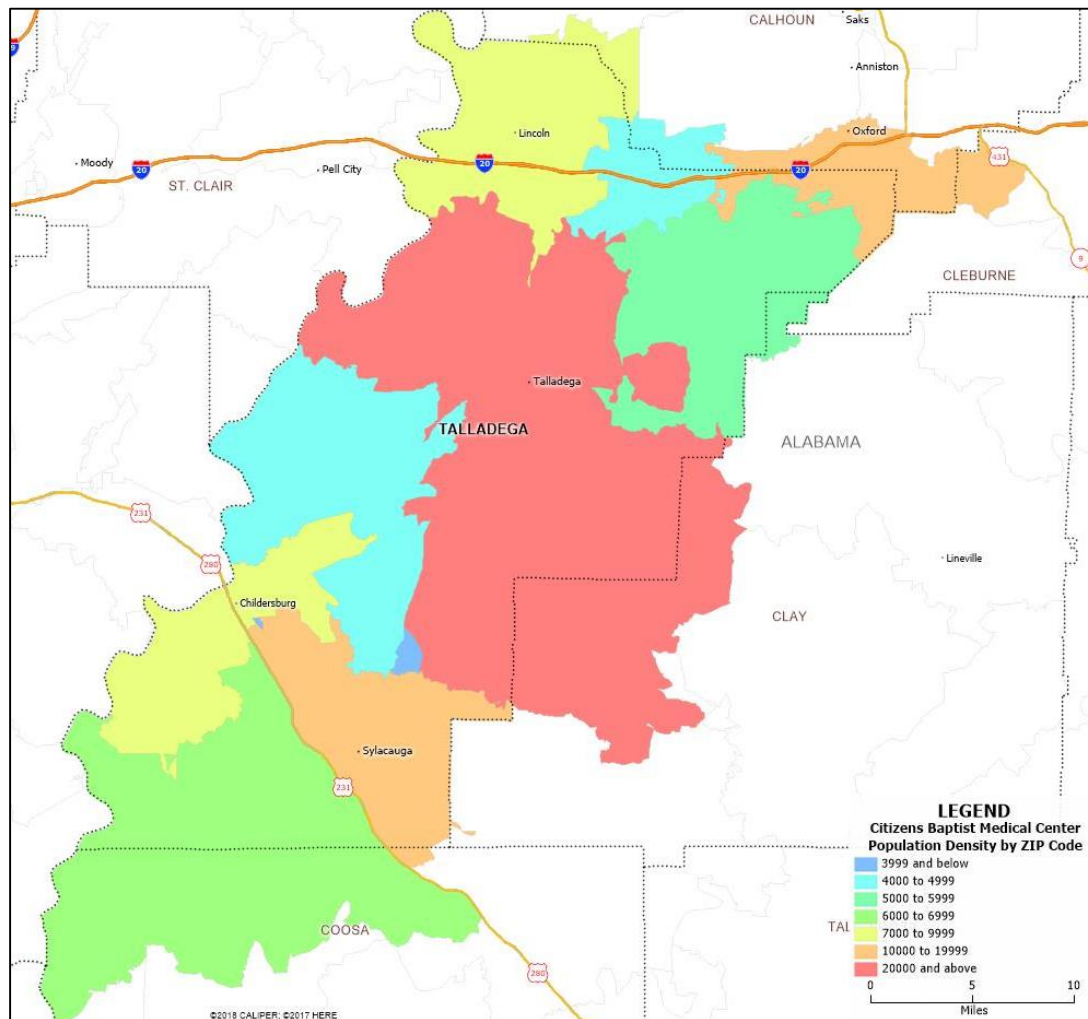 CALHOUN
Saks
Anniston
Lincoln
Oxford
Moody
Pell City
20
20
20
431
ST. CLAIR
9
CLEBURNE
Talladega
TALLADEGA
ALABAMA
231
280
Lineville
Childersburg
CLAY
Sylacauga
231
LEGEND
Citizens Baptist Medical Center
Population Density by ZIP Code
3999 and below
4000 to 4999
5000 to 5999
6000 to 6999
7000 to 9999
10000 to 19999
20000 and above
COOSA
TAL
280
0 10
5
Miles
©2018 CALIPER; ©2017 HERE